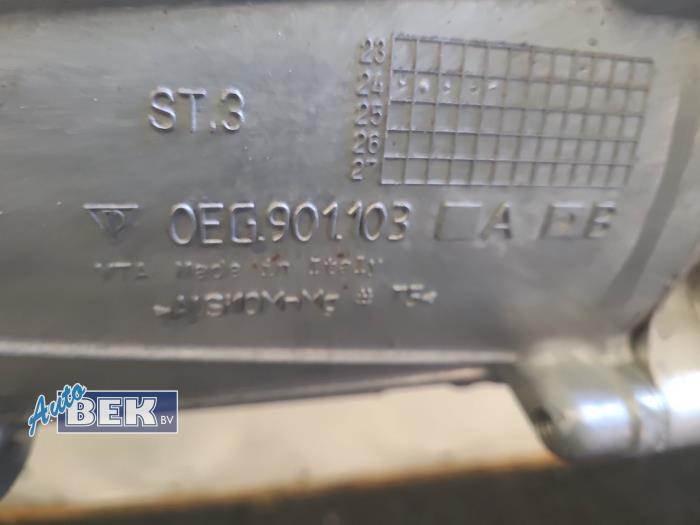 23
24
25
26
27
ST.3
0EG.901.103 A B
Made in Italy
Auto BEK BV